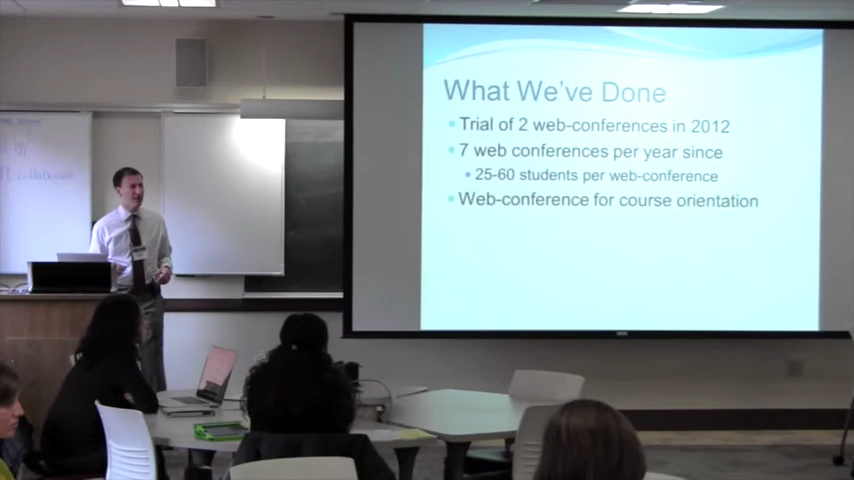 What We've Done
Trial of 2 web-conferences in 2012
7 web conferences per year since
25-60 students per web-conference
Web-conference for course orientation